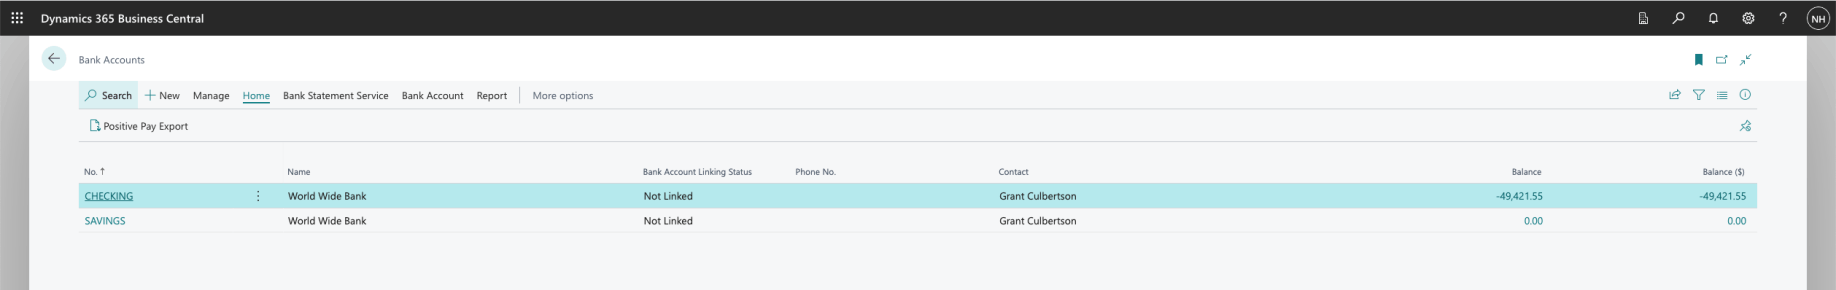 Dynamics 365 Business Central
?
NH
Bank Accounts
Search New Manage Home Bank Statement Service Bank Account Report More options
Positive Pay Export
No. ↑ Name Bank Account Linking Status Phone No. Contact Balance Balance ($)
CHECKING World Wide Bank Not Linked Grant Culbertson -49,421.55 -49,421.55
SAVINGS World Wide Bank Not Linked Grant Culbertson 0.00 0.00